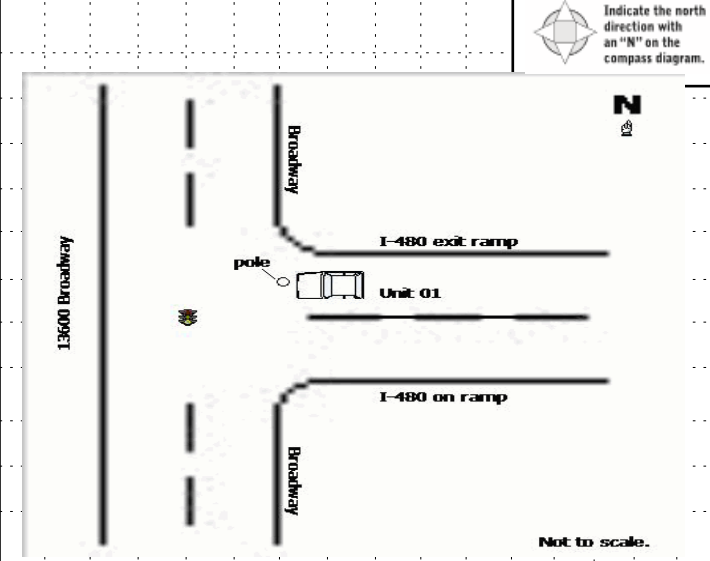 Indicate the north
direction with
an "N" on the
compass diagram.
N
Broadway
13600 Broadway
I-480 exit ramp
pole
Unit 01
I-480 on ramp
Broadway
Not to scale.